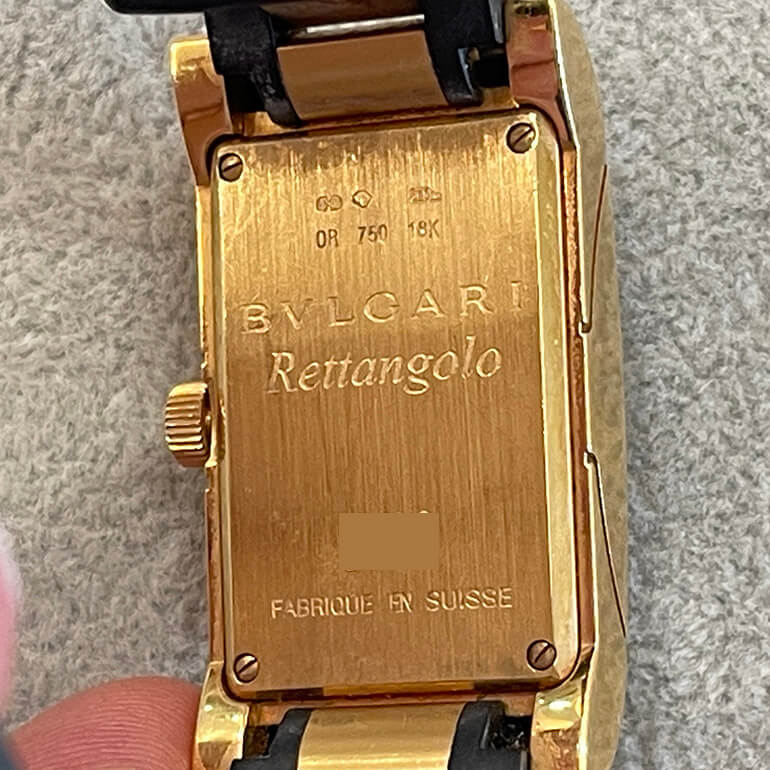 OR 750 18K
BVLGARI
Rettangolo
FABRIQUE EN SUISSE